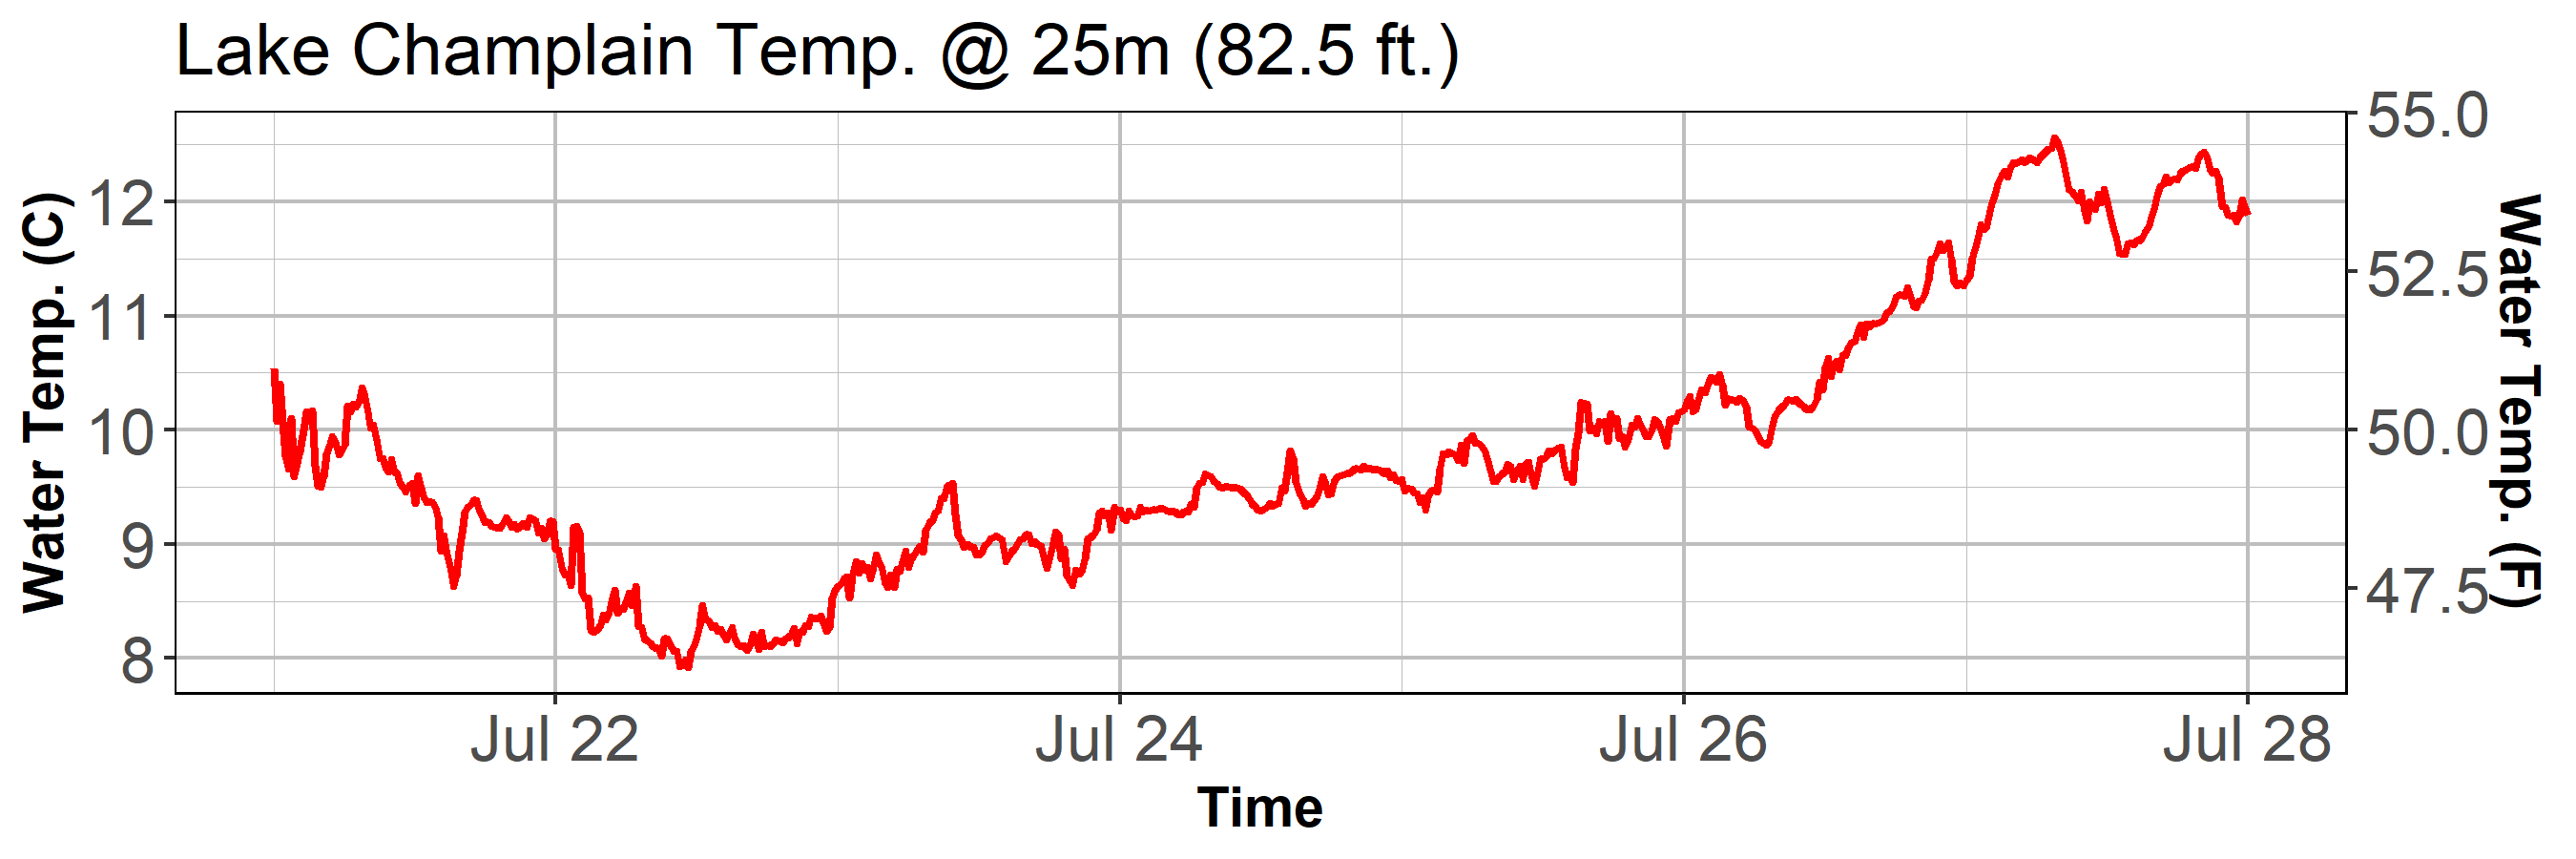 Lake Champlain Temp. @ 25m (82.5 ft.)
Water Temp. (C)
12
11
10
9
8
55.0
52.5
50.0
47.5
Water Temp. (F)
Jul 22
Jul 24
Jul 26
Jul 28
Time